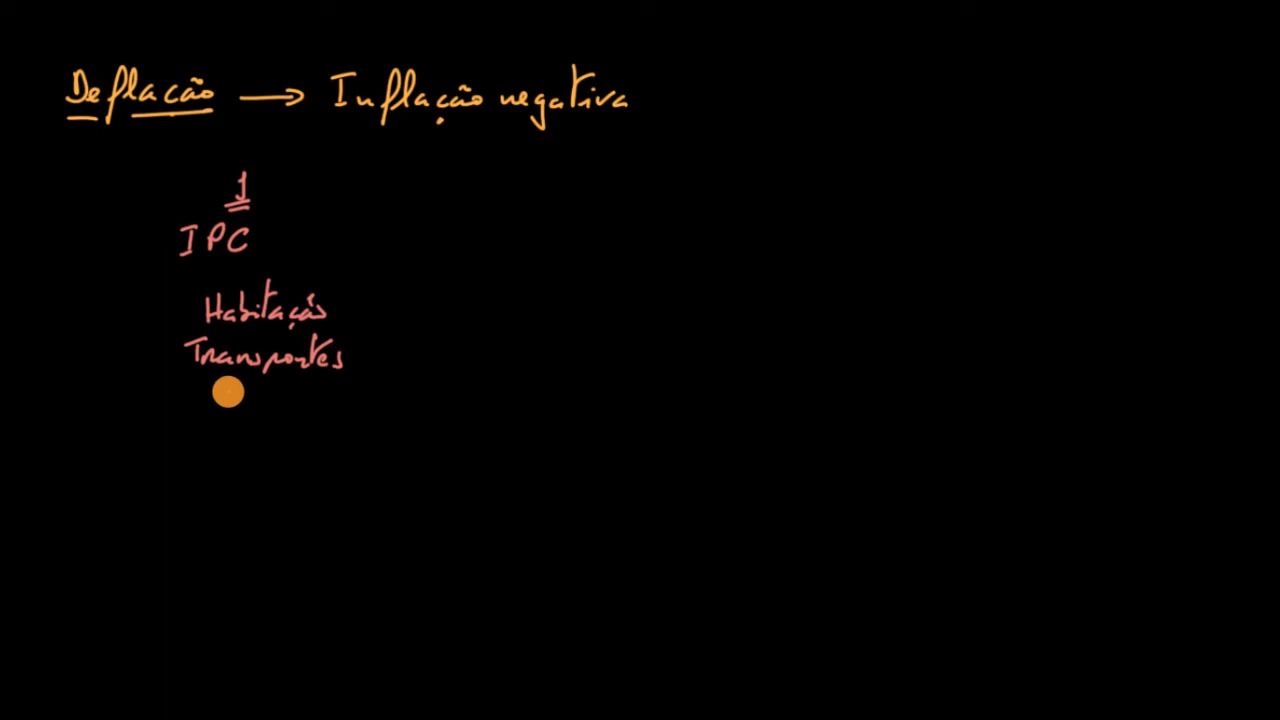 Deflação → Inflação negativa
1
IPC
Habitação
Transportes